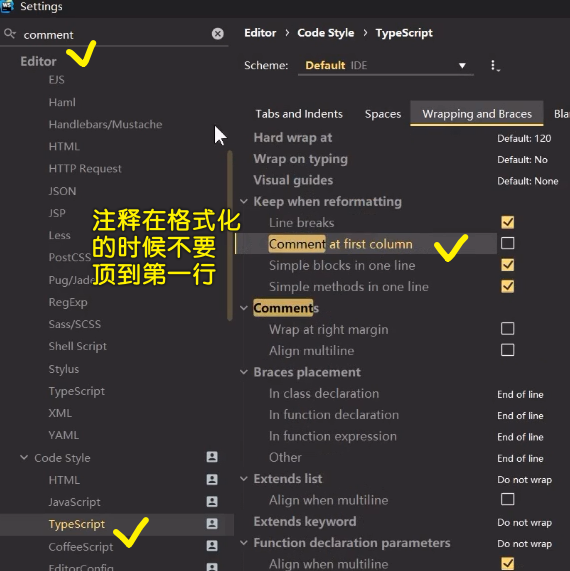 WS
Settings
comment
Editor
EJS
Haml
Handlebars/Mustache
HTML
HTTP Request
JSON
JSP
Less
PostCSS
Pug/Jade
RegExp
Sass/SCSS
Shell Script
Stylus
TypeScript
XML
YAML
Code Style
HTML
JavaScript
TypeScript
CoffeeScript
EditorConfig
注释在格式化
的时候不要
顶到第一行
Editor > Code Style > TypeScript
Scheme: Default IDE
Tabs and Indents Spaces Wrapping and Braces Bla
Hard wrap at Default: 120
Wrap on typing Default: No
Visual guides Default: None
Keep when reformatting
Line breaks
Comment at first column
Simple blocks in one line
Simple methods in one line
Comments
Wrap at right margin
Align multiline
Braces placement
In class declaration End of line
In function declaration End of line
In function expression End of line
Other End of line
Extends list Do not wrap
Align when multiline
Extends keyword Do not wrap
Function declaration parameters Do not wrap
Align when multiline